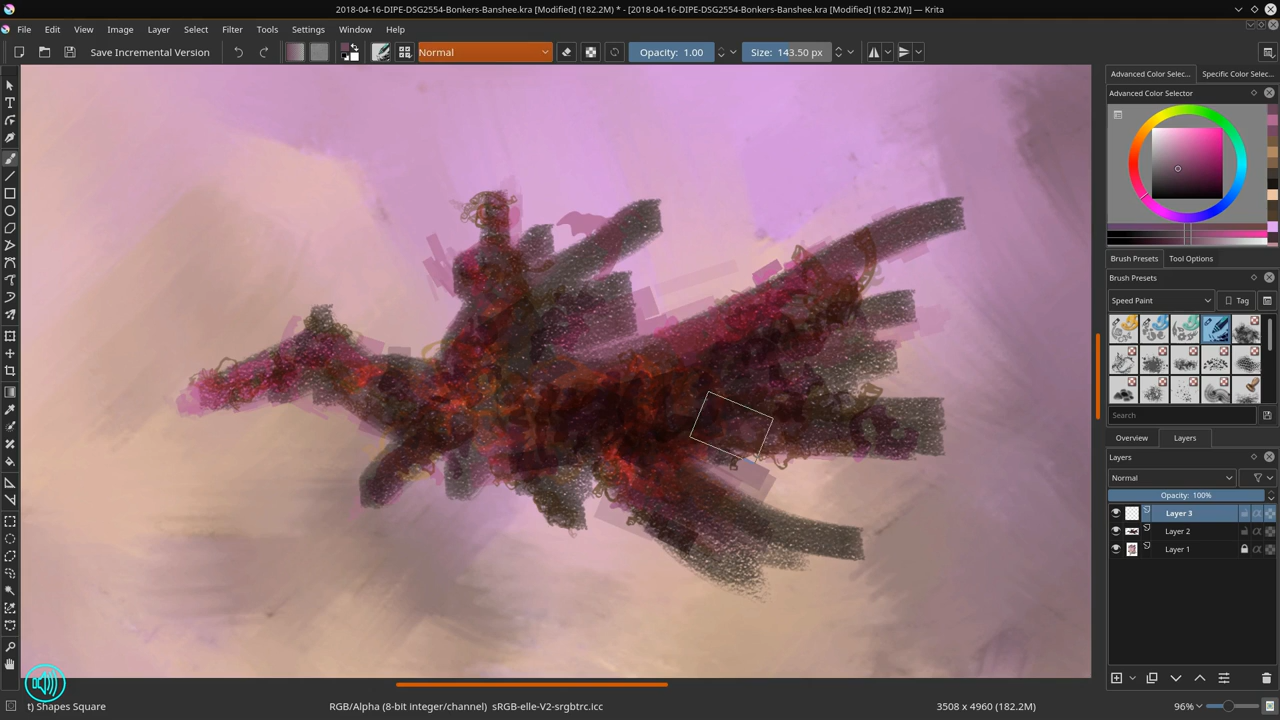 2018-04-16-DIPE-DSG2554-Bonkers-Banshee.kra [Modified] (182.2M) * - [2018-04-16-DIPE-DSG2554-Bonkers-Banshee.kra [Modified] (182.2M)] — Krita
File Edit View Image Layer Select Filter Tools Settings Window Help
Save Incremental Version Normal Opacity: 1.00 Size: 143.50 px
Advanced Color Selec... Specific Color Selec...
Advanced Color Selector
Brush Presets Tool Options
Brush Presets
Speed Paint Tag
Search
Overview Layers
Layers
Normal
Opacity: 100%
Layer 3
Layer 2
Layer 1
t) Shapes Square RGB/Alpha (8-bit integer/channel) sRGB-elle-V2-srgbtrc.icc 3508 x 4960 (182.2M) 96%